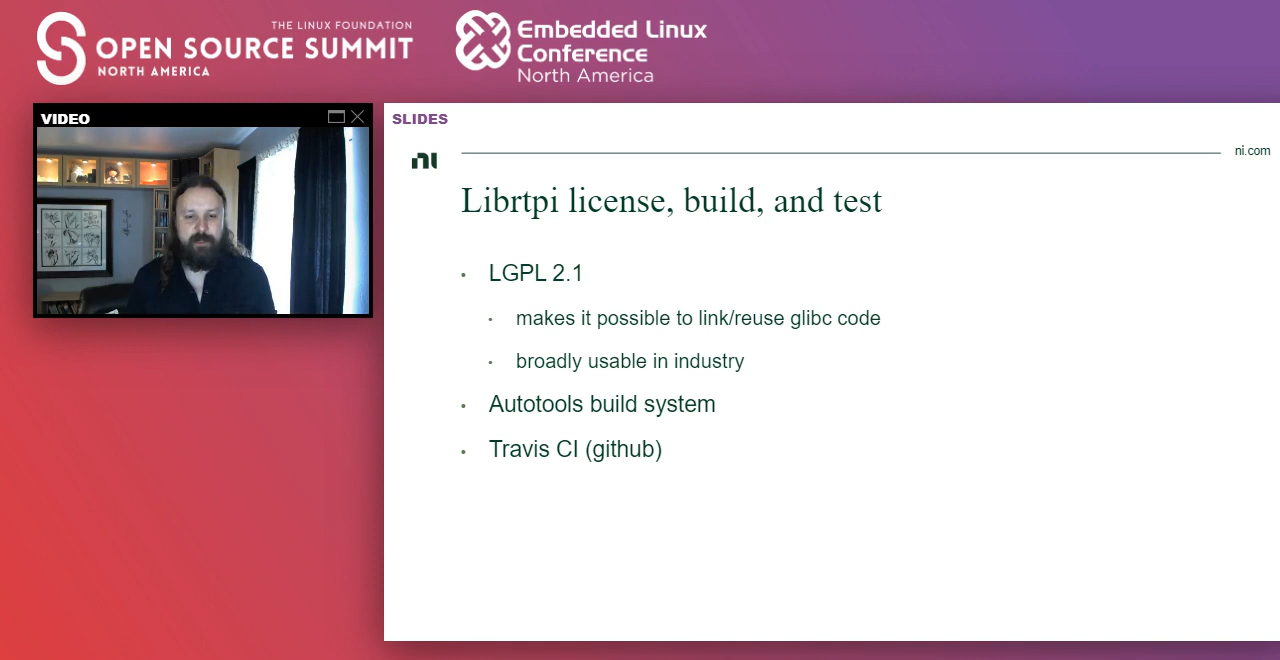 THE LINUX FOUNDATION
OPEN SOURCE SUMMIT
NORTH AMERICA
Embedded Linux
Conference
North America
VIDEO
SLIDES
ni
ni.com
Librtpi license, build, and test
• LGPL 2.1
• makes it possible to link/reuse glibc code
• broadly usable in industry
• Autotools build system
• Travis CI (github)